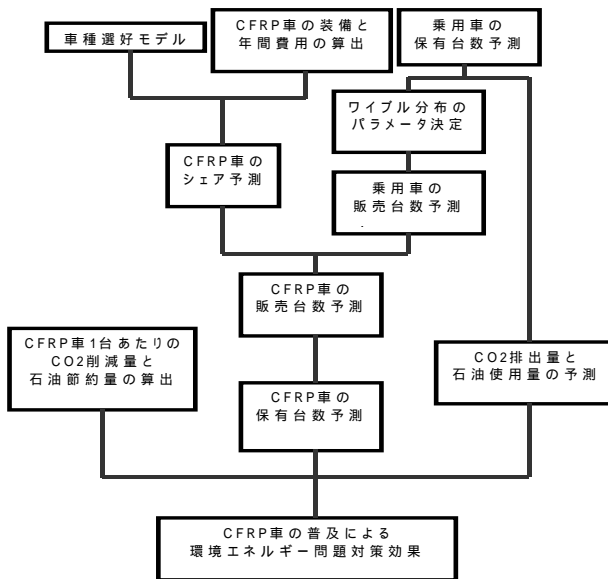 車種選好モデル
CFRP車の装備と
年間費用の算出
乗用車の
保有台数予測
ワイブル分布の
パラメータ決定
CFRP車の
シェア予測
乗用車の
販売台数予測
CFRP車の
販売台数予測
CFRP車1台あたりの
CO2削減量と
石油節約量の算出
CO2排出量と
石油使用量の予測
CFRP車の
保有台数予測
CFRP車の普及による
環境エネルギー問題対策効果